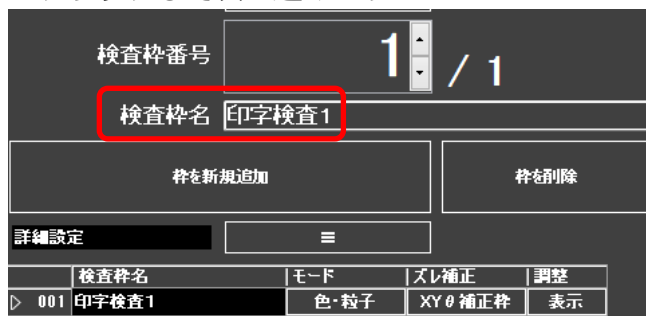 検査枠番号 1 / 1
検査枠名 印字検査1
枠を新規追加 枠を削除
詳細設定 ≡
検査枠名 モード ズレ補正 調整
001 印字検査1 色・粒子 XYθ補正枠 表示